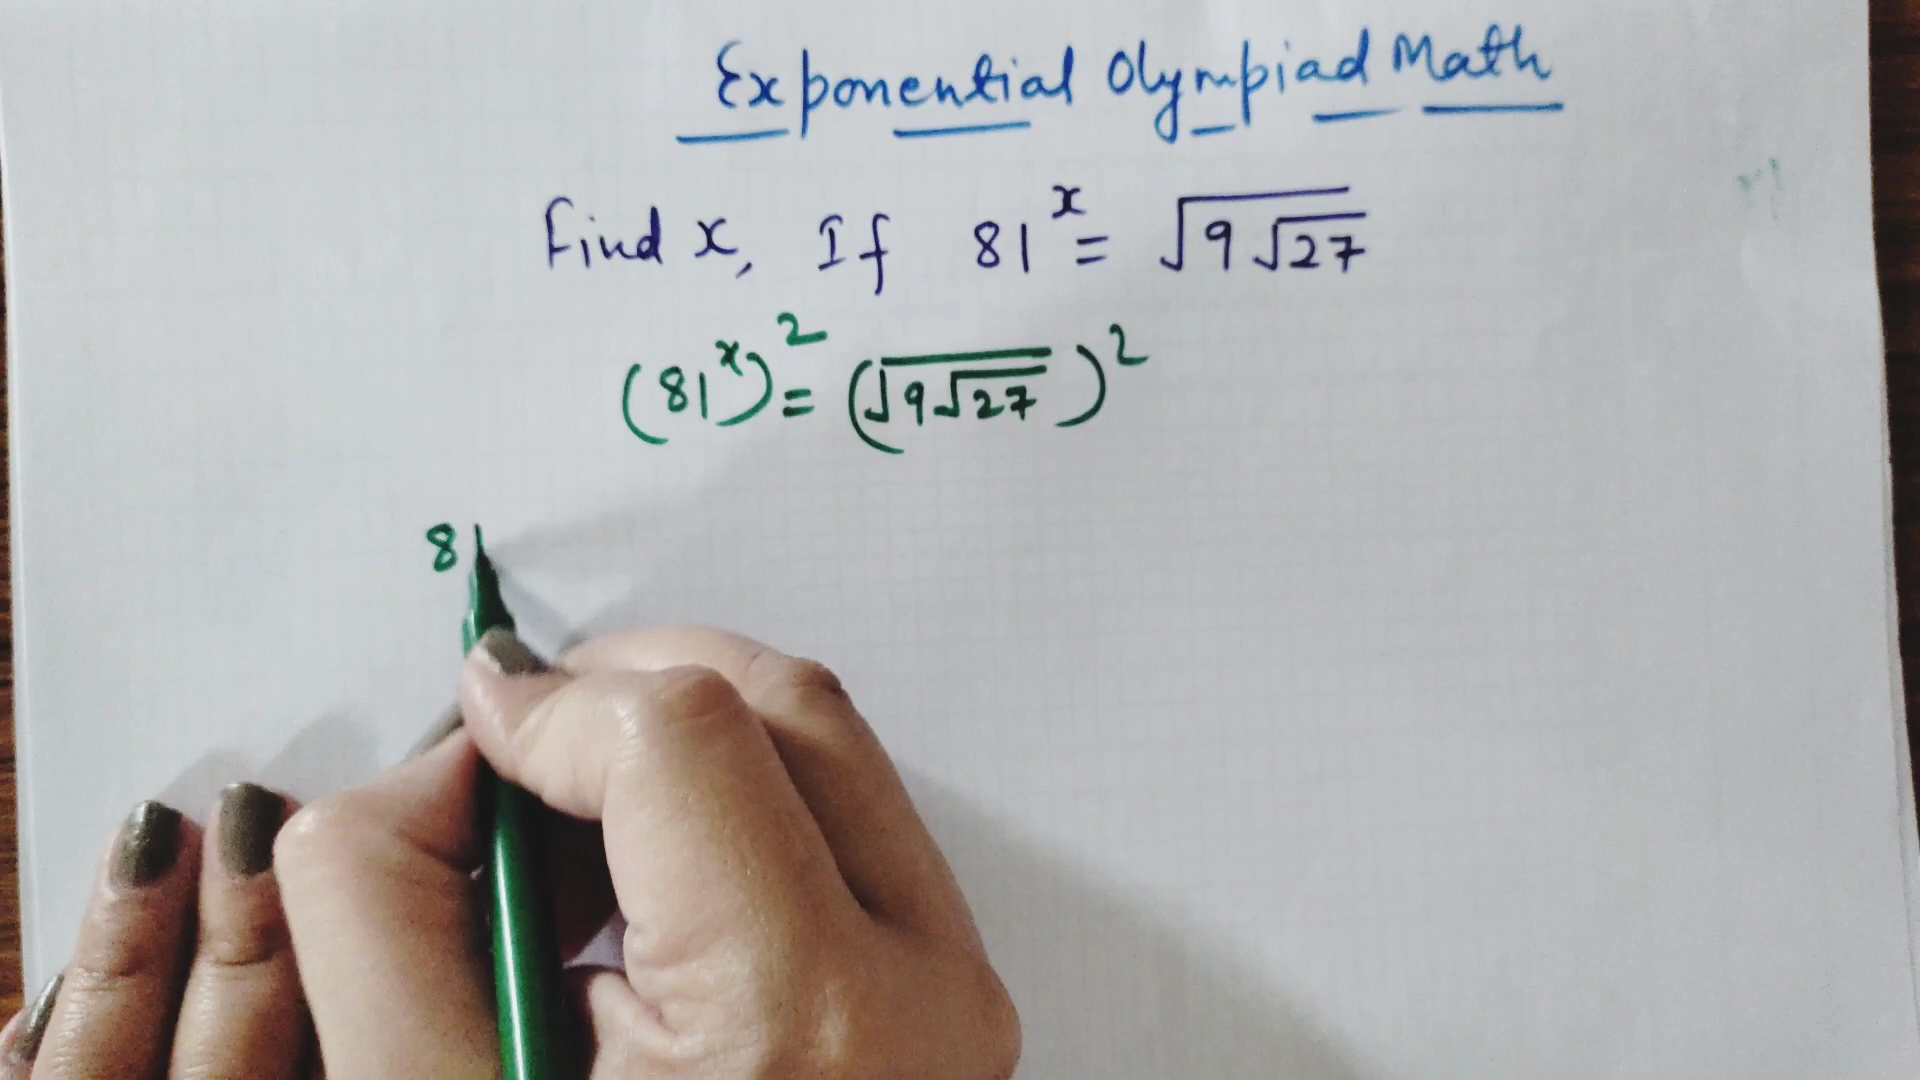 Exponential Olympiad Math
Find x, If 81^x = √(9√27)
(81^x)^2 = (√(9√27))^2
81